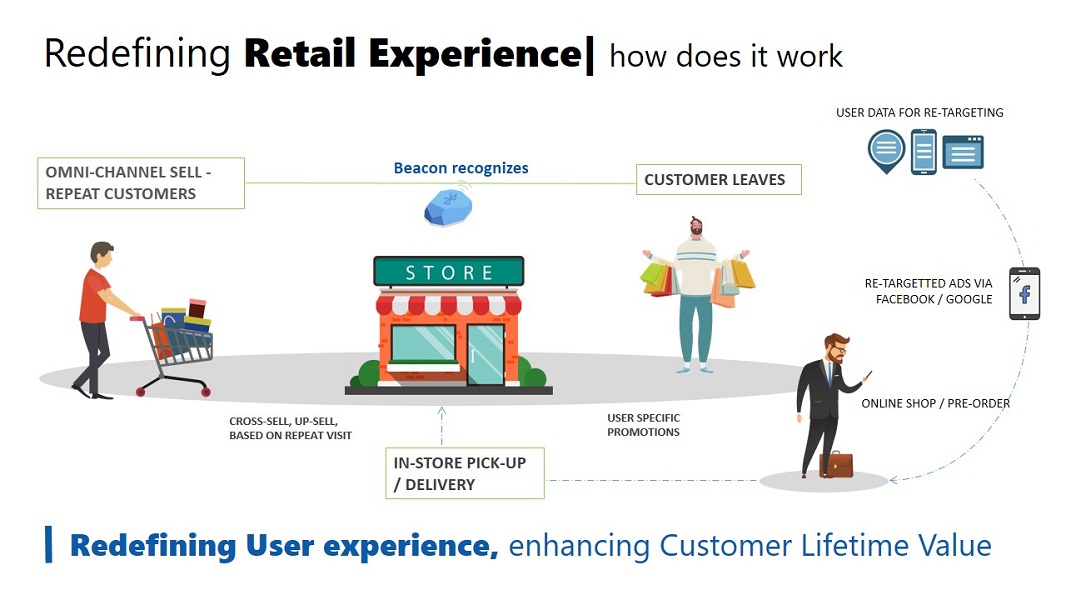 Redefining Retail Experience| how does it work
USER DATA FOR RE-TARGETING
OMNI-CHANNEL SELL -
REPEAT CUSTOMERS
Beacon recognizes
CUSTOMER LEAVES
STORE
RE-TARGETTED ADS VIA
FACEBOOK / GOOGLE
f
ONLINE SHOP / PRE-ORDER
CROSS-SELL, UP-SELL,
BASED ON REPEAT VISIT
USER SPECIFIC
PROMOTIONS
IN-STORE PICK-UP
/ DELIVERY
| Redefining User experience, enhancing Customer Lifetime Value